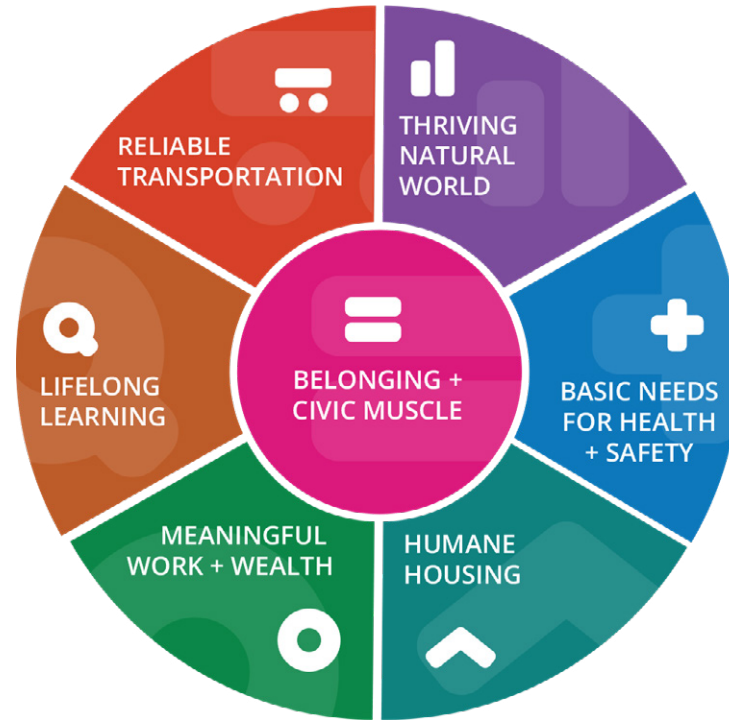 RELIABLE
TRANSPORTATION
THRIVING
NATURAL
WORLD
BASIC NEEDS
FOR HEALTH
+ SAFETY
HUMANE
HOUSING
MEANINGFUL
WORK + WEALTH
LIFELONG
LEARNING
BELONGING +
CIVIC MUSCLE